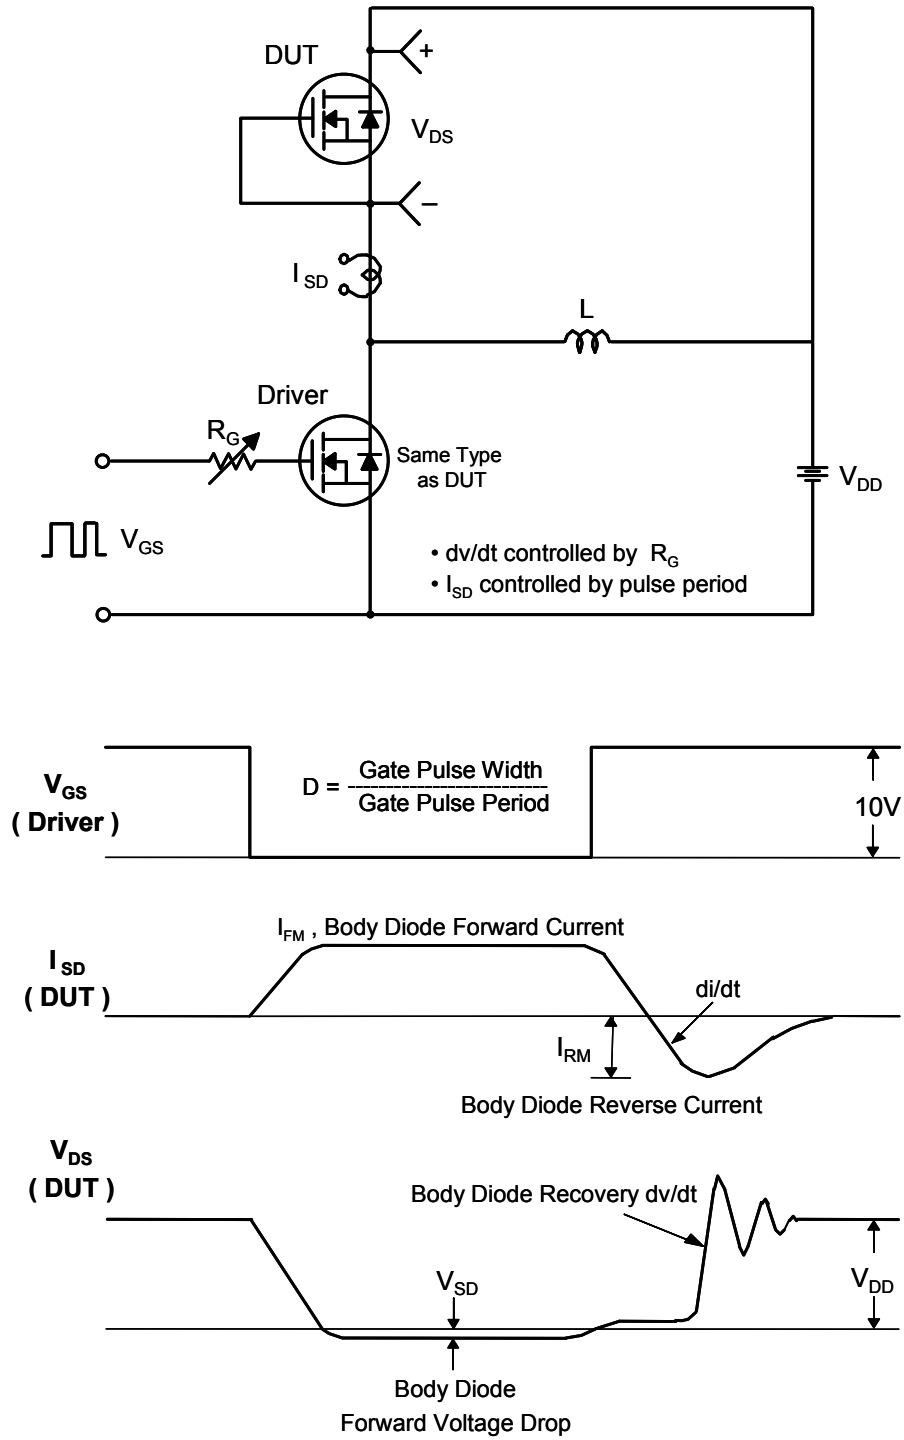 DUT
+
V_DS
−
I_SD
L
Driver
R_G
Same Type
as DUT
V_DD
V_GS
• dv/dt controlled by R_G
• I_SD controlled by pulse period
V_GS
( Driver )
D = Gate Pulse Width
--------------------------
Gate Pulse Period
10V
I_FM , Body Diode Forward Current
I_SD
( DUT )
di/dt
I_RM
Body Diode Reverse Current
V_DS
( DUT )
Body Diode Recovery dv/dt
V_SD
V_DD
Body Diode
Forward Voltage Drop